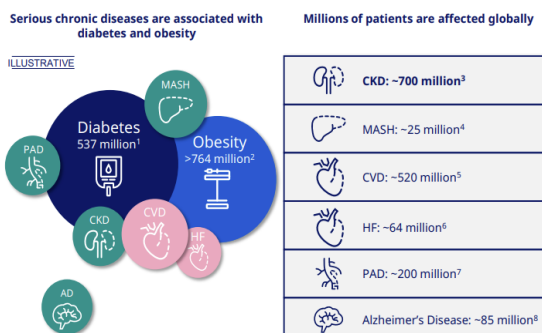 Serious chronic diseases are associated with
diabetes and obesity
ILLUSTRATIVE
MASH
Diabetes
537 million¹
PAD
Obesity
>764 million²
CKD
CVD
HF
AD
Millions of patients are affected globally
CKD: ~700 million³
MASH: ~25 million⁴
CVD: ~520 million⁵
HF: ~64 million⁶
PAD: ~200 million⁷
Alzheimer's Disease: ~85 million⁸